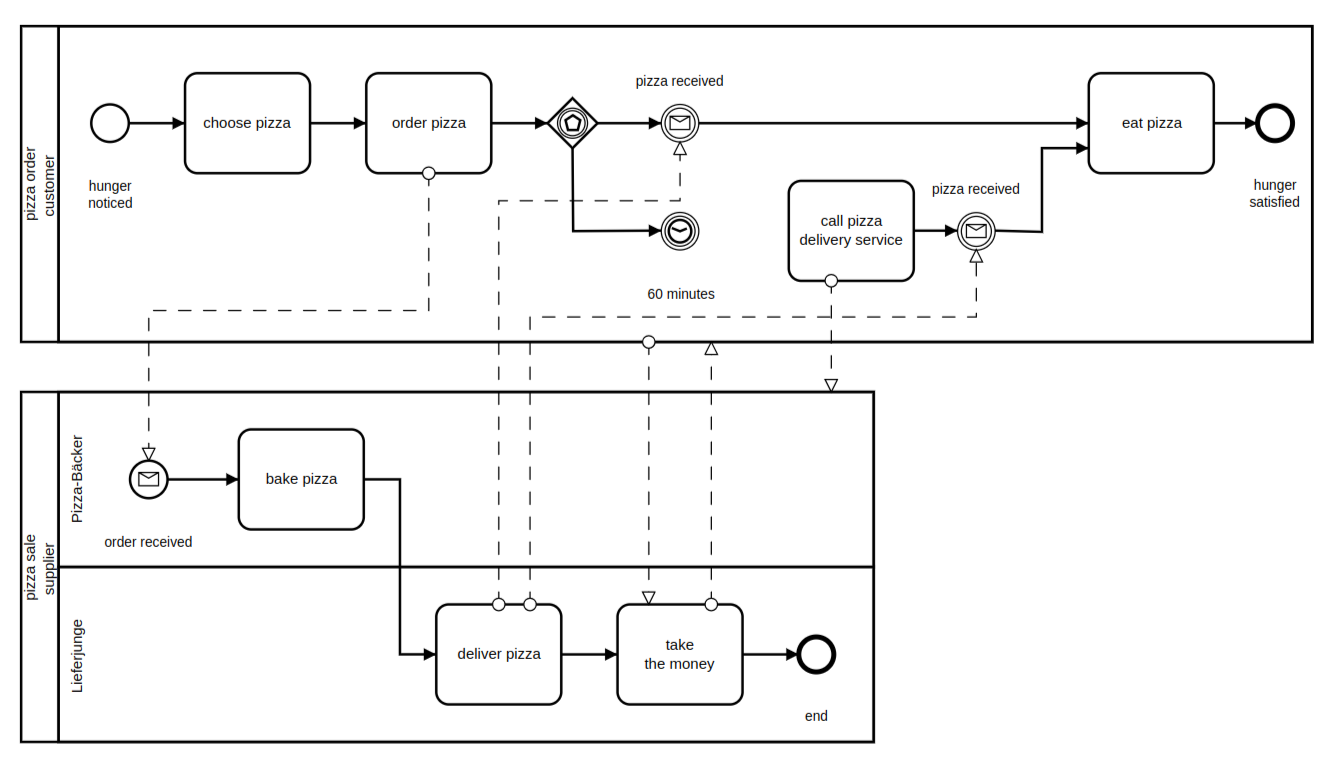 pizza order
customer
hunger
noticed
choose pizza
order pizza
pizza received
60 minutes
call pizza
delivery service
pizza received
eat pizza
hunger
satisfied
pizza sale
supplier
Pizza-Bäcker
order received
bake pizza
Lieferjunge
deliver pizza
take
the money
end